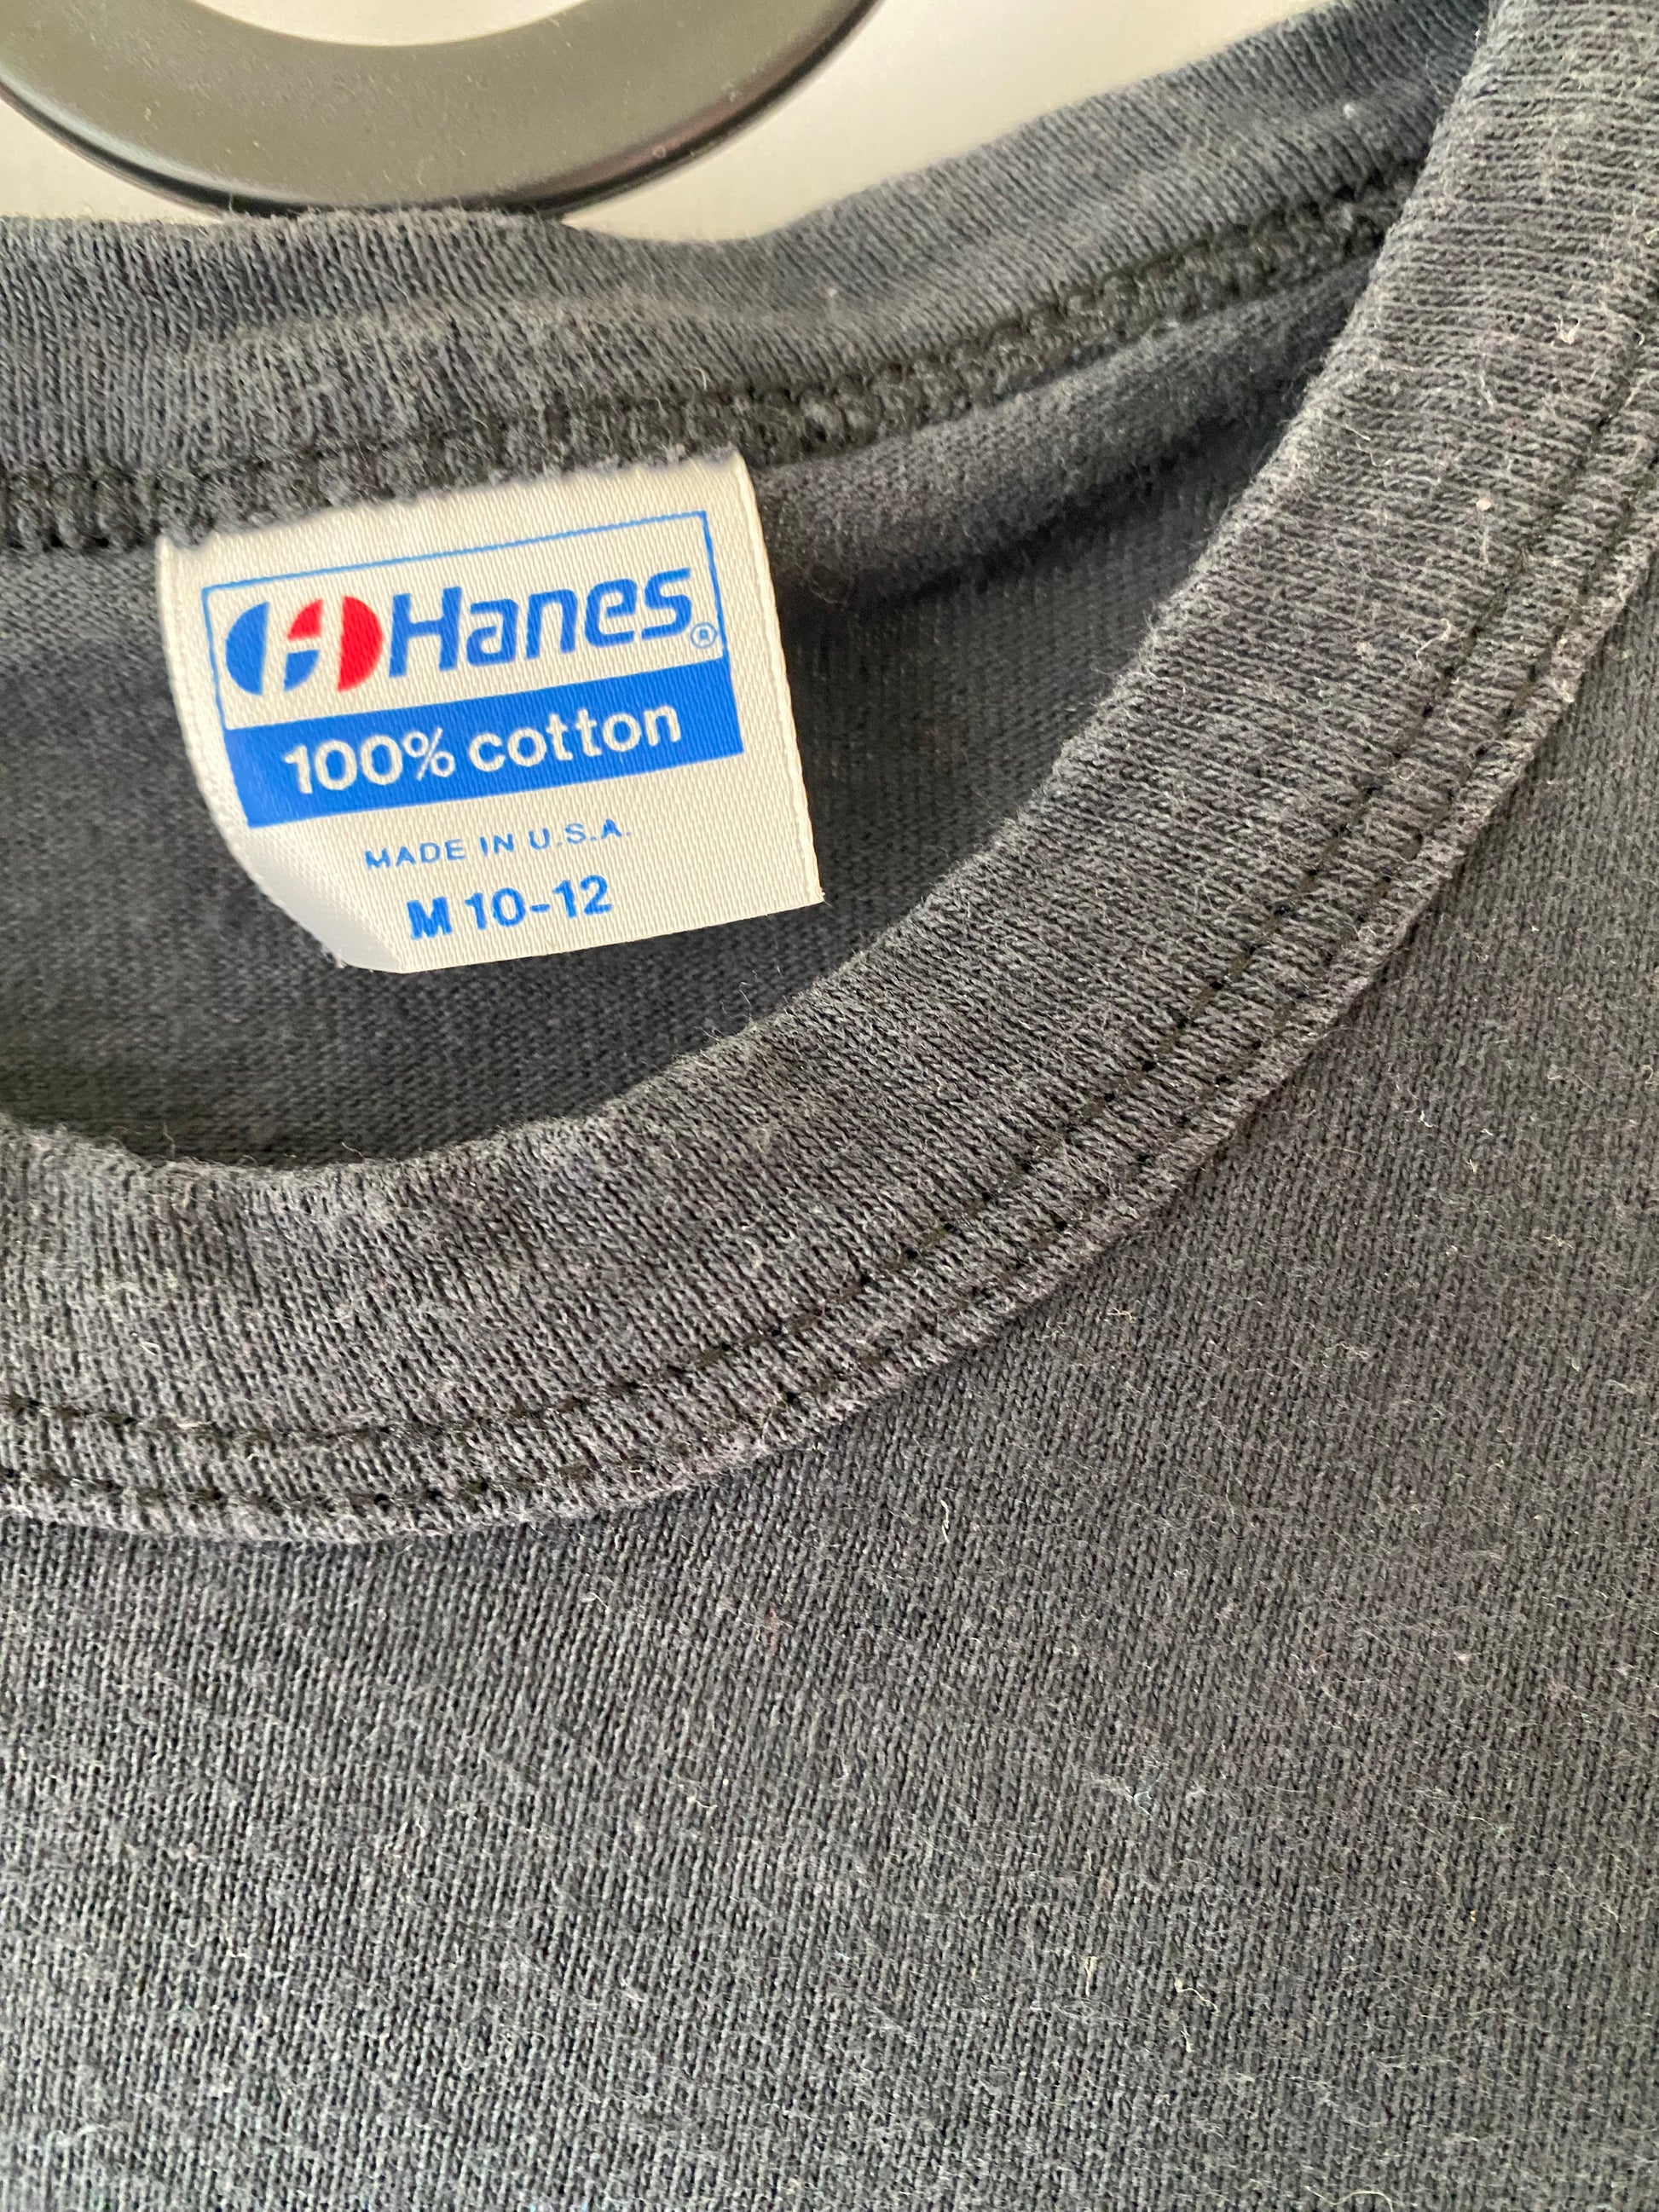 Hanes®
100% cotton
MADE IN U.S.A.
M 10-12